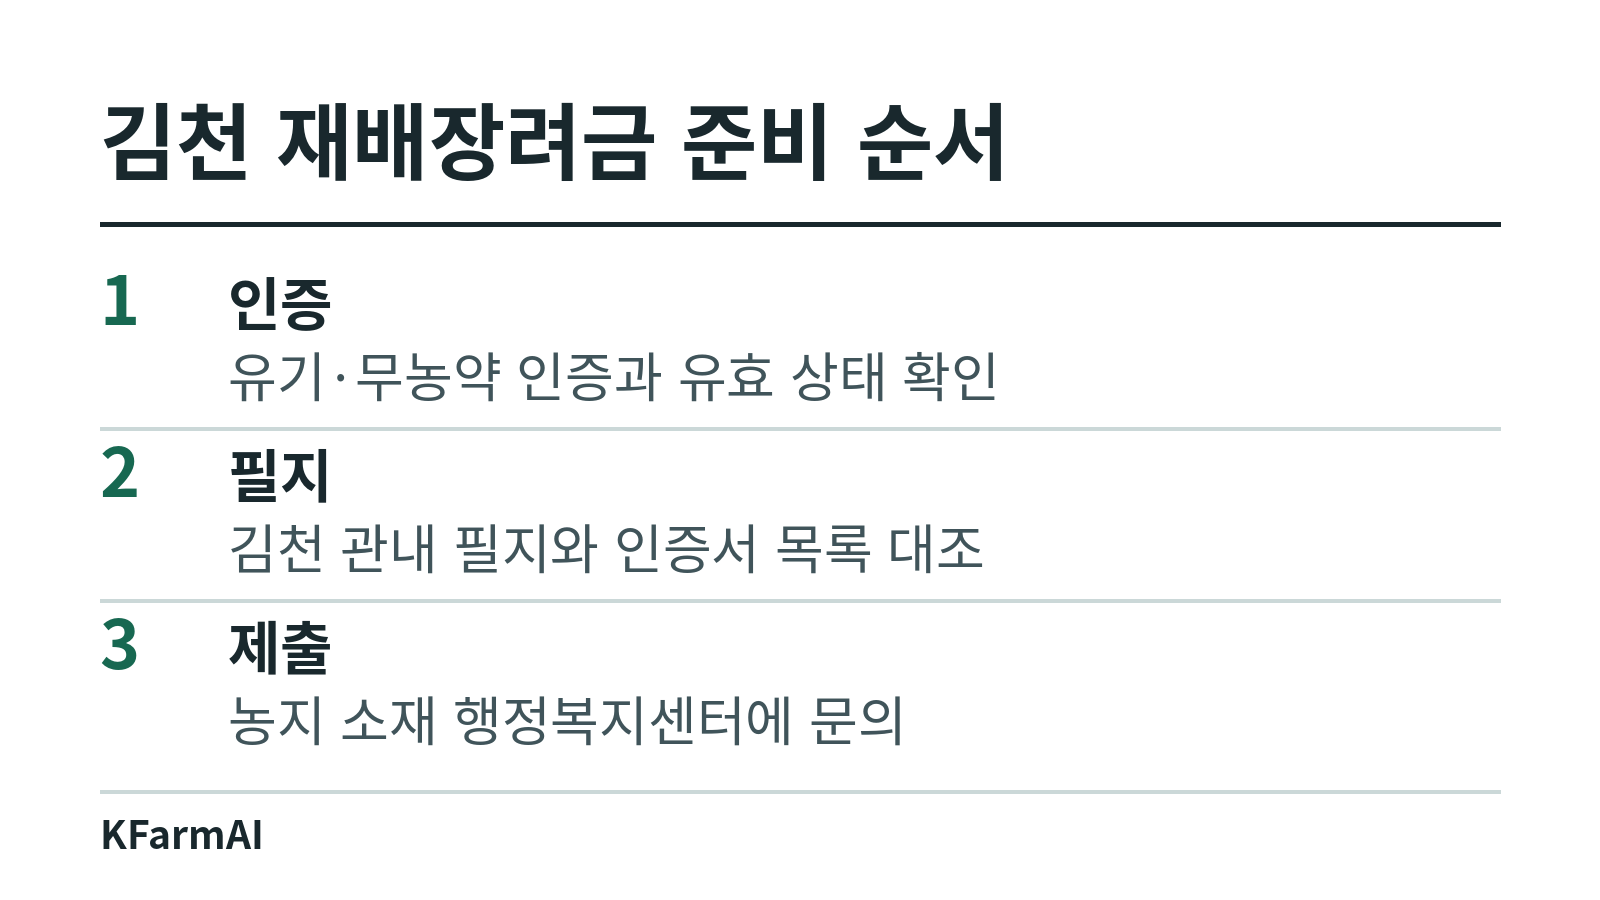 김천 재배장려금 준비 순서
1 인증
유기·무농약 인증과 유효 상태 확인
2 필지
김천 관내 필지와 인증서 목록 대조
3 제출
농지 소재 행정복지센터에 문의
KFarmAI